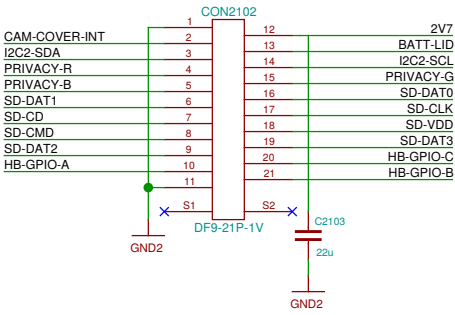 CON2102
1 12 2V7
CAM-COVER-INT 2 13 BATT-LID
I2C2-SDA 3 14 I2C2-SCL
PRIVACY-R 4 15 PRIVACY-G
PRIVACY-B 5 16 SD-DAT0
SD-DAT1 6 17 SD-CLK
SD-CD 7 18 SD-VDD
SD-CMD 8 19 SD-DAT3
SD-DAT2 9 20 HB-GPIO-C
HB-GPIO-A 10 21 HB-GPIO-B
11
S1 S2
DF9-21P-1V
C2103
GND2
22u
GND2